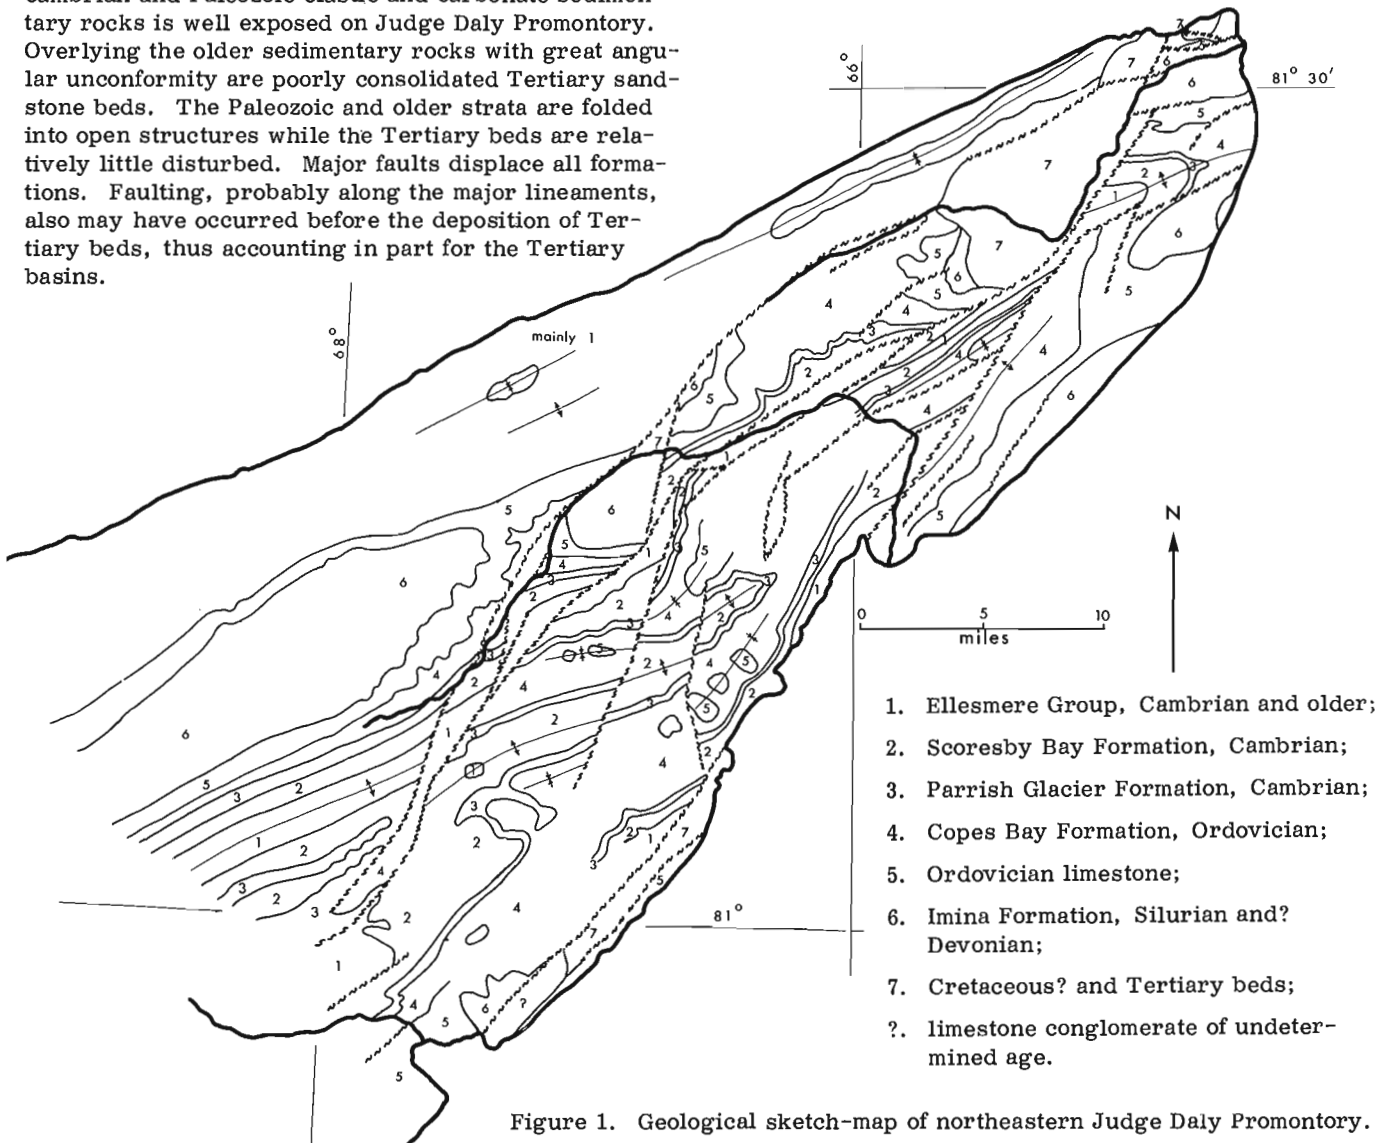 tary rocks is well exposed on Judge Daly Promontory.
Overlying the older sedimentary rocks with great angu-
lar unconformity are poorly consolidated Tertiary sand-
stone beds. The Paleozoic and older strata are folded
into open structures while the Tertiary beds are rela-
tively little disturbed. Major faults displace all forma-
tions. Faulting, probably along the major lineaments,
also may have occurred before the deposition of Ter-
tiary beds, thus accounting in part for the Tertiary
basins.
66°
81° 30′
68°
mainly 1
N
0 5 10
miles
81°
1. Ellesmere Group, Cambrian and older;
2. Scoresby Bay Formation, Cambrian;
3. Parrish Glacier Formation, Cambrian;
4. Copes Bay Formation, Ordovician;
5. Ordovician limestone;
6. Imina Formation, Silurian and?
Devonian;
7. Cretaceous? and Tertiary beds;
?. limestone conglomerate of undeter-
mined age.
Figure 1. Geological sketch-map of northeastern Judge Daly Promontory.